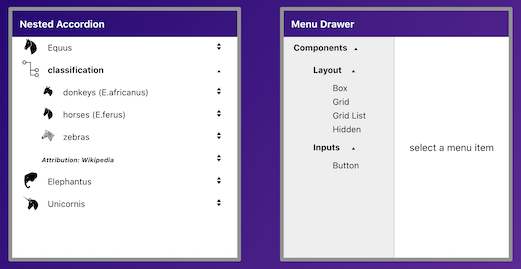 Nested Accordion
Equus
classification
donkeys (E.africanus)
horses (E.ferus)
zebras
Attribution: Wikipedia
Elephantus
Unicornis
Menu Drawer
Components
Layout
Box
Grid
Grid List
Hidden
Inputs
Button
select a menu item